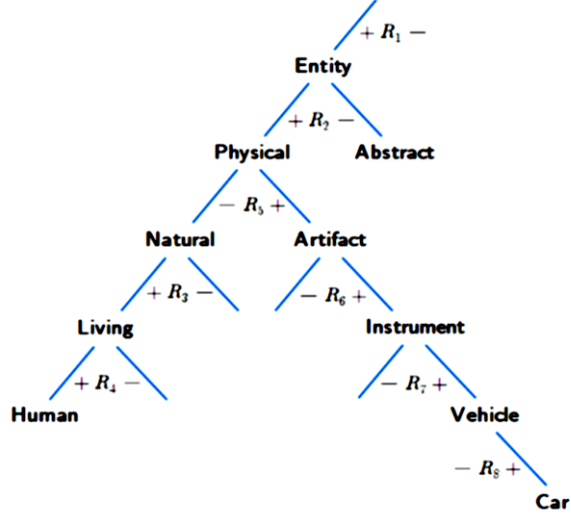 + R₁ −
Entity
+ R₂ −
Physical Abstract
− R₅ +
Natural Artifact
+ R₃ − − R₆ +
Living Instrument
+ R₄ − − R₇ +
Human Vehicle
− R₈ +
Car